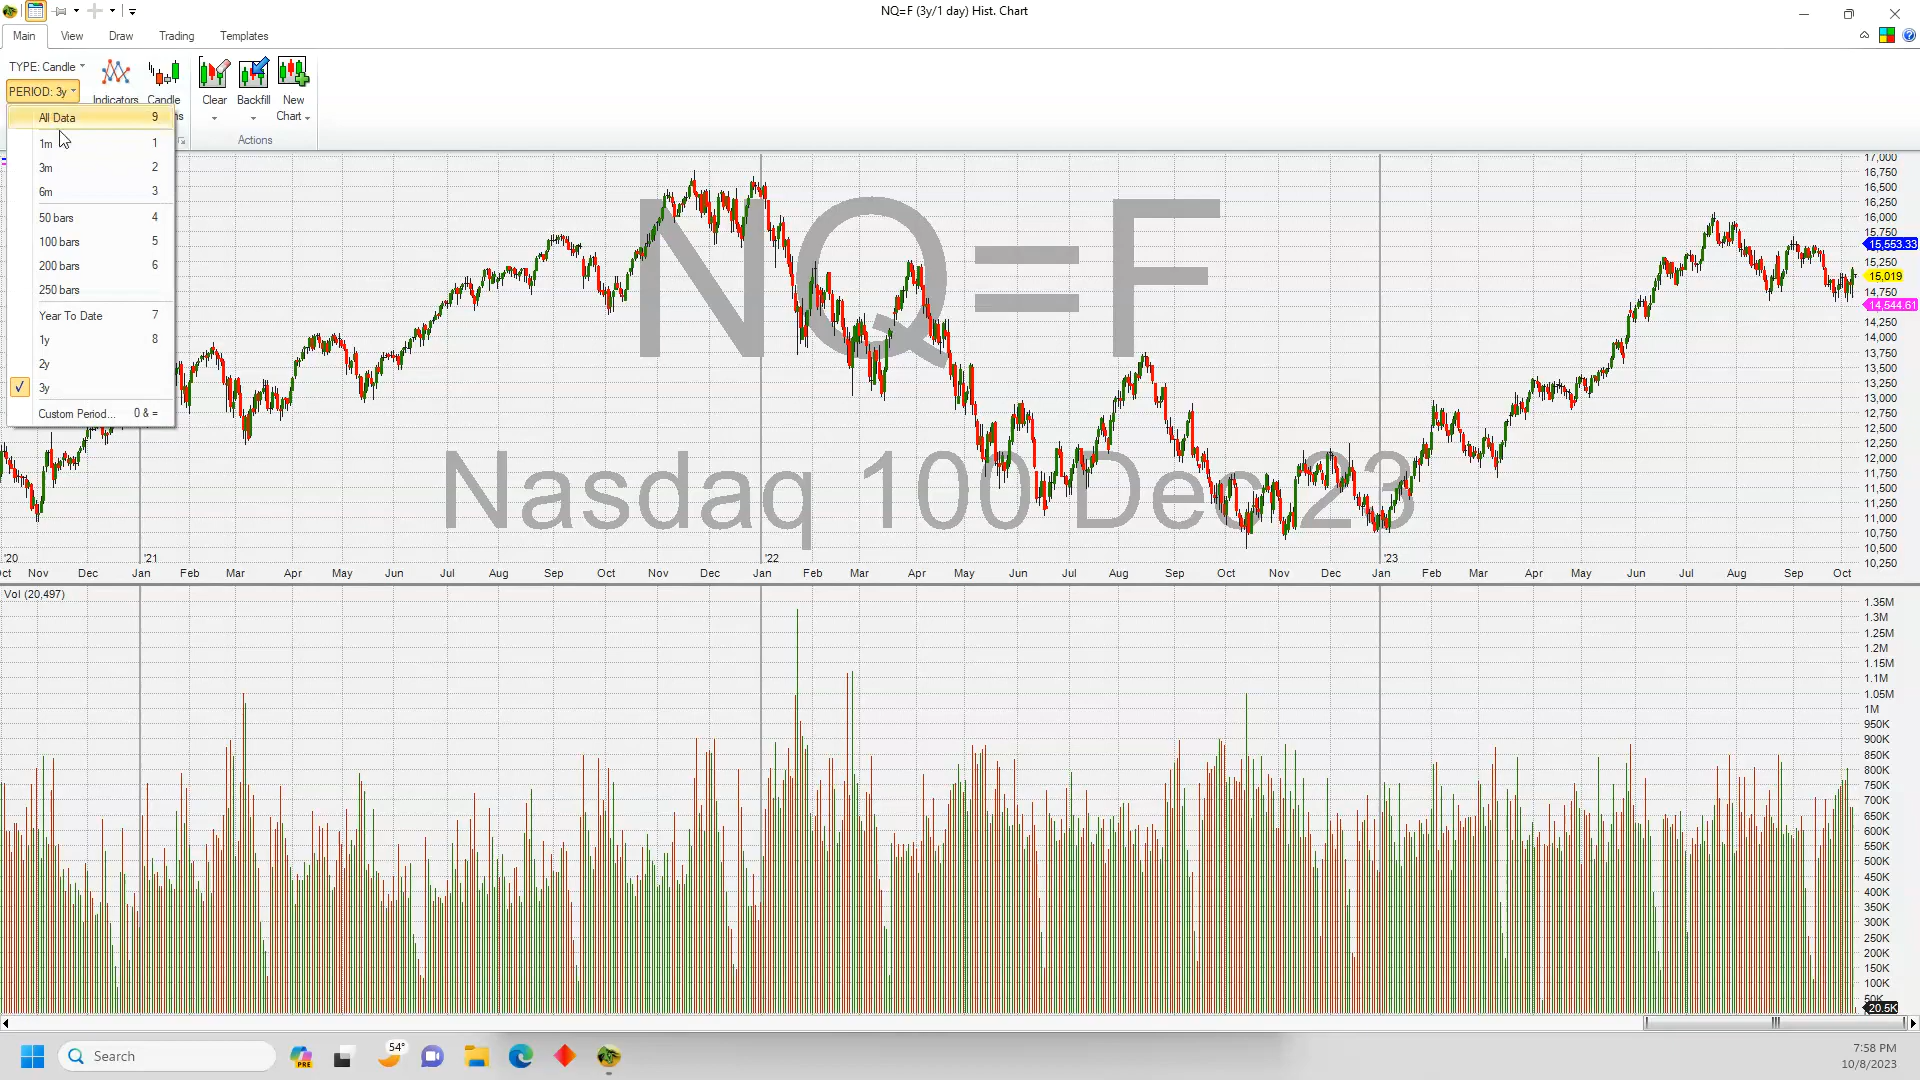 NQ=F (3y/1 day) Hist. Chart
Main View Draw Trading Templates
TYPE: Candle
PERIOD: 3y
Indicators Candle
Clear Backfill New
Chart
Actions
All Data 9
1m 1
3m 2
6m 3
50 bars 4
100 bars 5
200 bars 6
250 bars
Year To Date 7
1y 8
2y
✓ 3y
Custom Period... 0 & =
NQ=F
Nasdaq 100 Dec 23
17,000
16,750
16,500
16,250
16,000
15,750
15,553.33
15,250
15,019
14,750
14,544.61
14,250
14,000
13,750
13,500
13,250
13,000
12,750
12,500
12,250
12,000
11,750
11,500
11,250
11,000
10,750
10,500
10,250
'20 '21 '22 '23
Nov Dec Jan Feb Mar Apr May Jun Jul Aug Sep Oct Nov Dec Jan Feb Mar Apr May Jun Jul Aug Sep Oct Nov Dec Jan Feb Mar Apr May Jun Jul Aug Sep Oct
Vol (20,497)
1.35M
1.3M
1.25M
1.2M
1.15M
1.1M
1.05M
1M
950K
900K
850K
800K
750K
700K
650K
600K
550K
500K
450K
400K
350K
300K
250K
200K
150K
100K
50K
20.5K
Search
PRE
54°
7:58 PM
10/8/2023